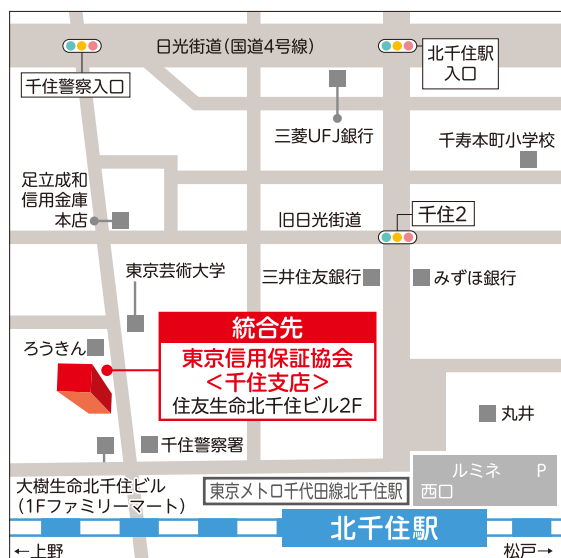 日光街道(国道4号線)
千住警察入口
北千住駅
入口
三菱UFJ銀行
千寿本町小学校
足立成和
信用金庫
本店
旧日光街道
千住2
東京芸術大学
三井住友銀行
みずほ銀行
統合先
東京信用保証協会
<千住支店>
住友生命北千住ビル2F
ろうきん
丸井
千住警察署
大樹生命北千住ビル
(1Fファミリーマート)
東京メトロ千代田線北千住駅
ルミネ P
西口
北千住駅
←上野
松戸→